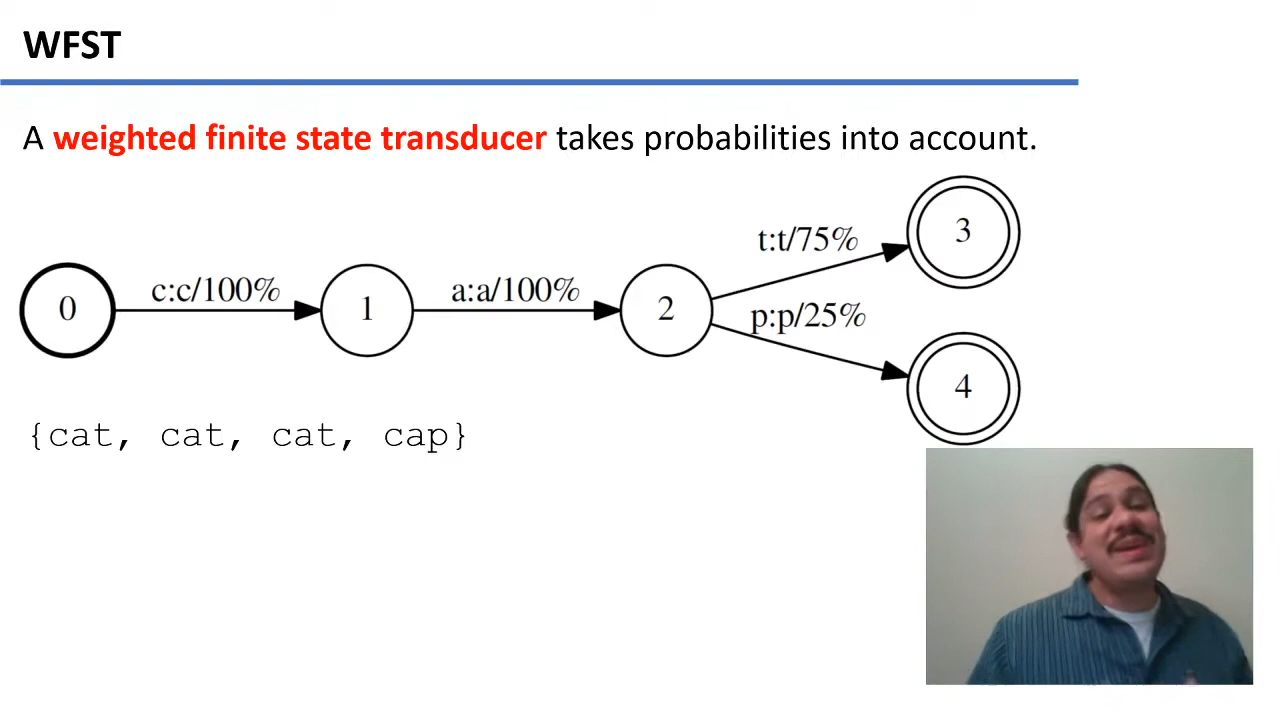 WFST
A weighted finite state transducer takes probabilities into account.
t:t/75%
3
c:c/100%
a:a/100%
0
1
2
p:p/25%
4
{cat, cat, cat, cap}